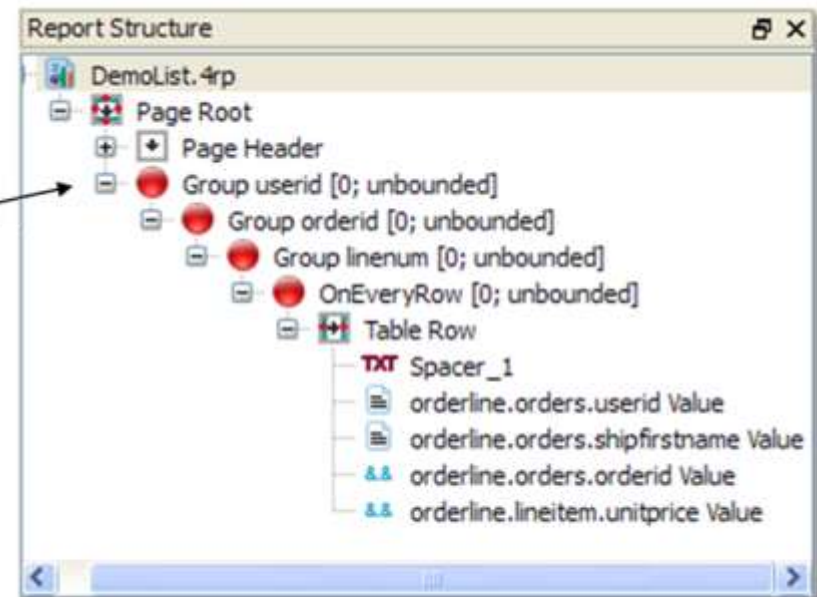 Report Structure
DemoList.4rp
Page Root
Page Header
Group userid [0; unbounded]
Group orderid [0; unbounded]
Group linenum [0; unbounded]
OnEveryRow [0; unbounded]
Table Row
TXT Spacer_1
orderline.orders.userid Value
orderline.orders.shipfirstname Value
&.& orderline.orders.orderid Value
&.& orderline.lineitem.unitprice Value